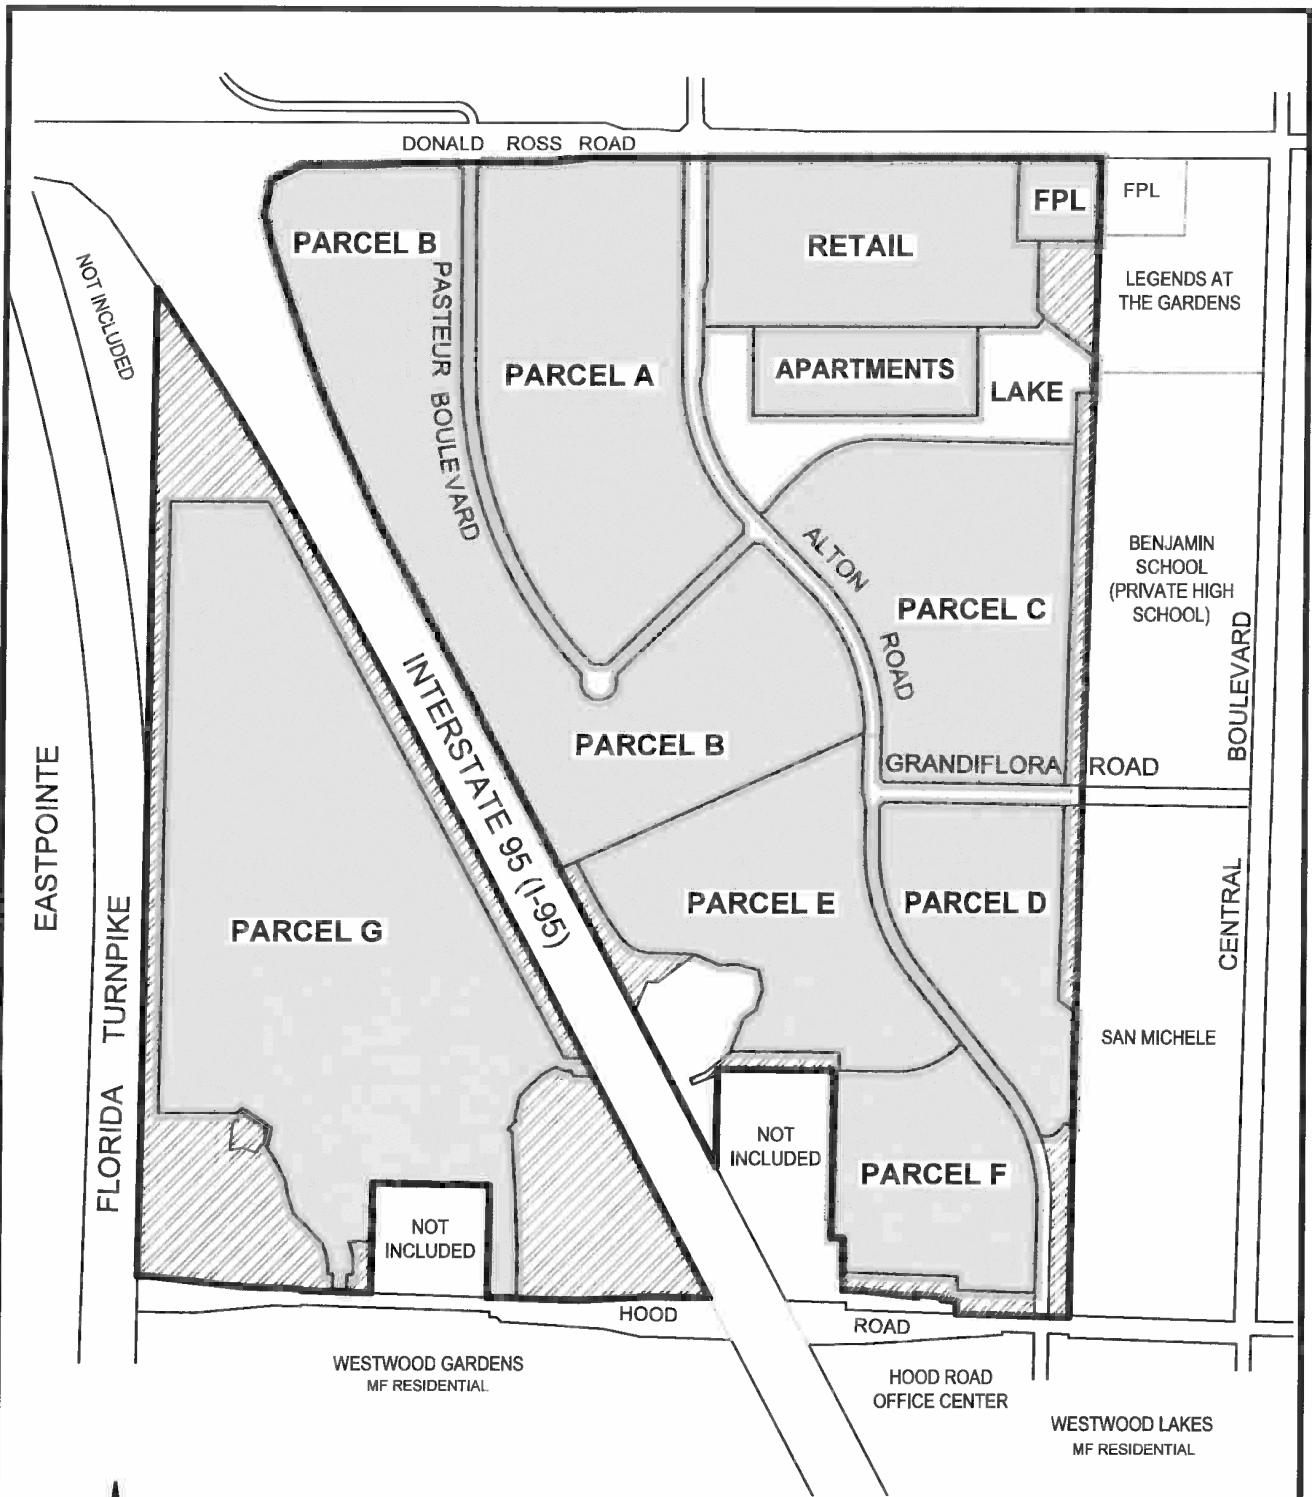 DONALD ROSS ROAD
FPL
FPL
PARCEL B
RETAIL
NOT INCLUDED
PASTEUR BOULEVARD
LEGENDS AT
THE GARDENS
PARCEL A
APARTMENTS
LAKE
ALTON
ROAD
BENJAMIN
SCHOOL
(PRIVATE HIGH
SCHOOL)
PARCEL C
BOULEVARD
CENTRAL
INTERSTATE 95 (I-95)
PARCEL B
GRANDIFLORA ROAD
EASTPOINTE
FLORIDA TURNPIKE
PARCEL G
PARCEL E
PARCEL D
SAN MICHELE
NOT
INCLUDED
PARCEL F
NOT
INCLUDED
HOOD
ROAD
WESTWOOD GARDENS
MF RESIDENTIAL
HOOD ROAD
OFFICE CENTER
WESTWOOD LAKES
MF RESIDENTIAL